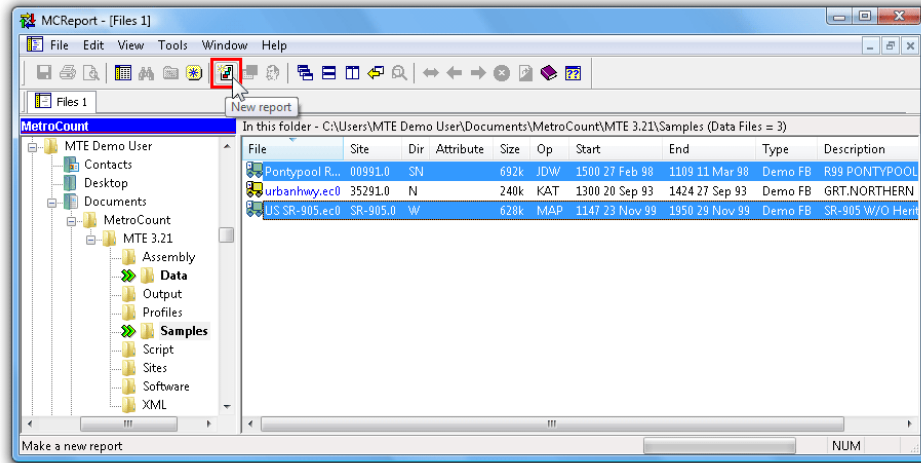 MCReport - [Files 1]
File Edit View Tools Window Help
Files 1
New report
MetroCount
In this folder - C:\Users\MTE Demo User\Documents\MetroCount\MTE 3.21\Samples (Data Files = 3)
MTE Demo User
Contacts
Desktop
Documents
MetroCount
MTE 3.21
Assembly
Data
Output
Profiles
Samples
Script
Sites
Software
XML
File Site Dir Attribute Size Op Start End Type Description
Pontypool R... 00991.0 SN 692k JDW 1500 27 Feb 98 1109 11 Mar 98 Demo FB R99 PONTYPOOL
urbanhwy.ec0 35291.0 N 240k KAT 1300 20 Sep 93 1424 27 Sep 93 Demo FB GRT.NORTHERN
US SR-905.ec0 SR-905.0 W 628k MAP 1147 23 Nov 99 1950 29 Nov 99 Demo FB SR-905 W/O Herit
Make a new report
NUM